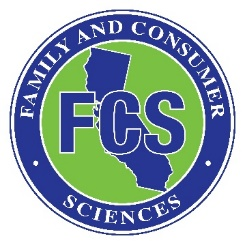 FAMILY AND CONSUMER
FCS
SCIENCES